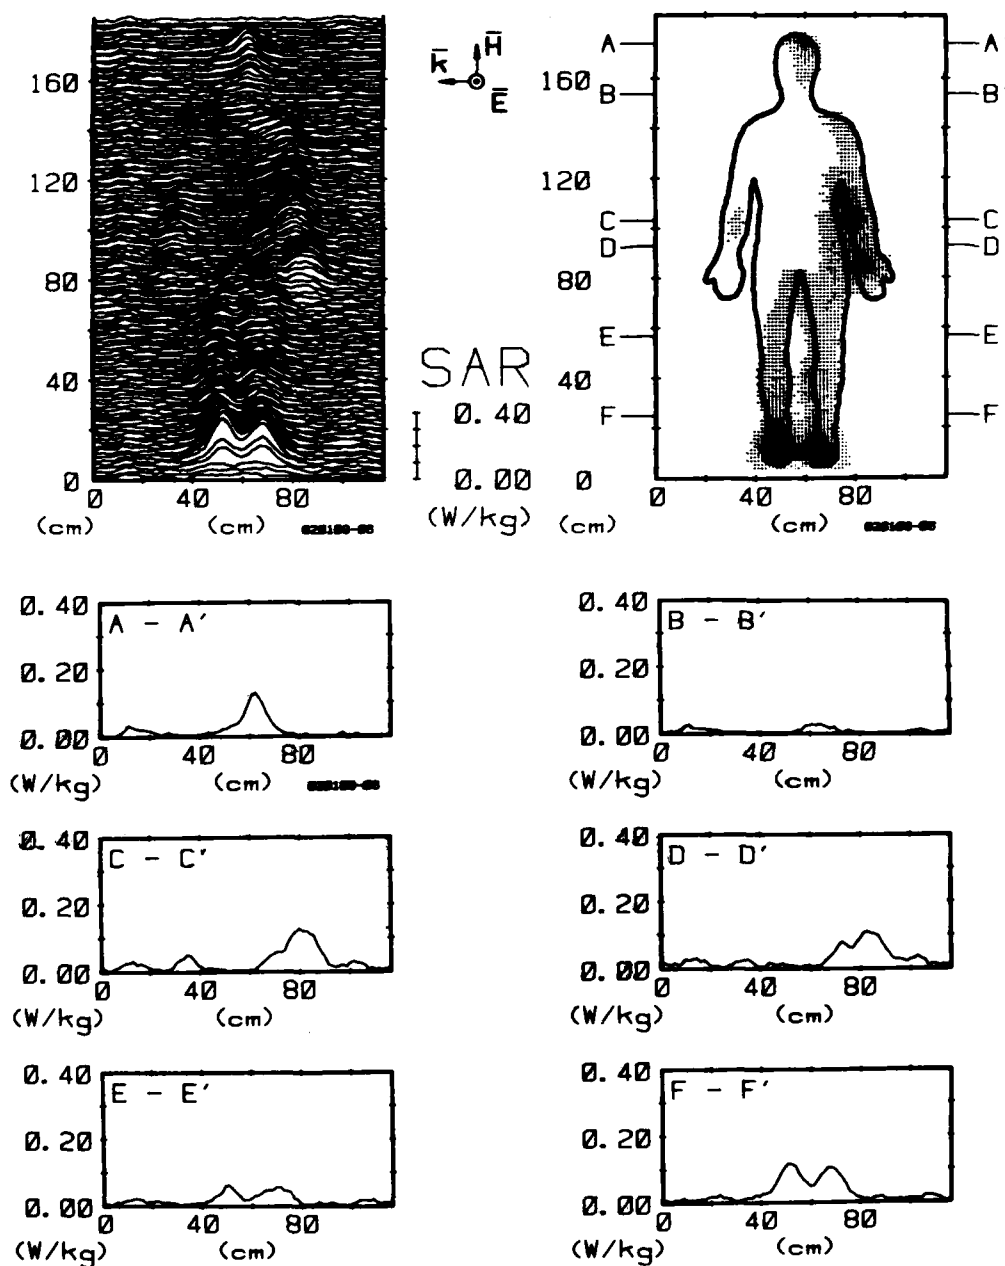 160
120
80
40
0
0 40 80
(cm) (cm)
k̄ H̄
Ē
SAR
0.40
0.00
(W/kg)
160
120
80
40
0
0 40 80
(cm) (cm)
A A
B B
C C
D D
E E
F F
A - A'
0.40
0.20
0.00
0 40 80
(W/kg) (cm)
B - B'
0.40
0.20
0.00
0 40 80
(W/kg) (cm)
C - C'
0.40
0.20
0.00
0 40 80
(W/kg) (cm)
D - D'
0.40
0.20
0.00
0 40 80
(W/kg) (cm)
E - E'
0.40
0.20
0.00
0 40 80
(W/kg) (cm)
F - F'
0.40
0.20
0.00
0 40 80
(W/kg) (cm)